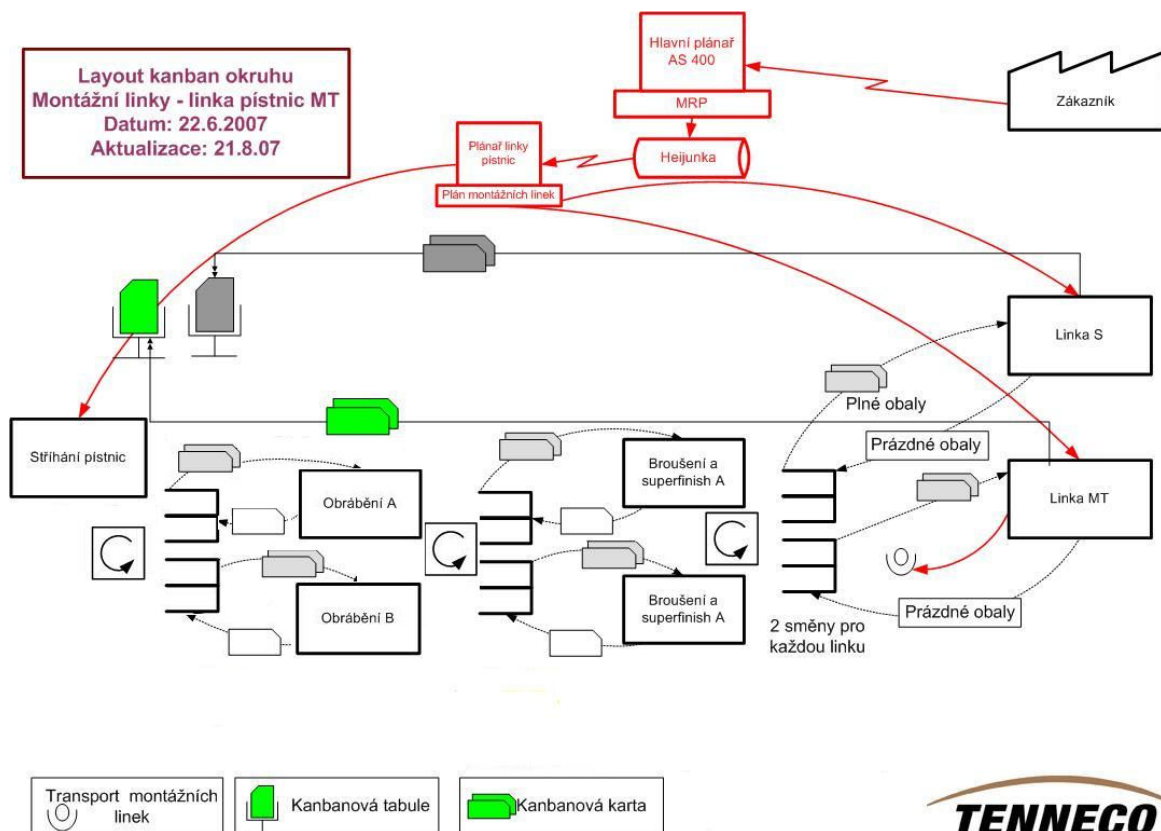 Layout kanban okruhu
Montážní linky - linka pístnic MT
Datum: 22.6.2007
Aktualizace: 21.8.07
Hlavní plánař
AS 400
MRP
Zákazník
Plánař linky
pístnic
Heijunka
Plán montážních linek
Linka S
Plné obaly
Prázdné obaly
Stříhání pístnic
Obrábění A
Broušení a
superfinish A
Linka MT
Obrábění B
Broušení a
superfinish A
Prázdné obaly
2 směny pro
každou linku
Transport montážních
linek
Kanbanová tabule
Kanbanová karta
TENNECO